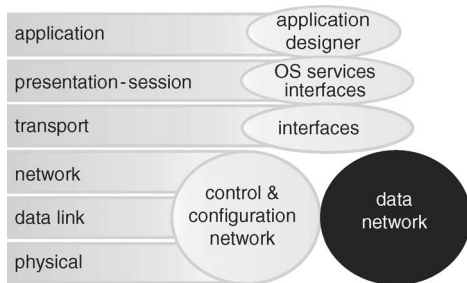 application
application
designer
presentation-session
OS services
interfaces
transport
interfaces
network
data link
physical
control &
configuration
network
data
network